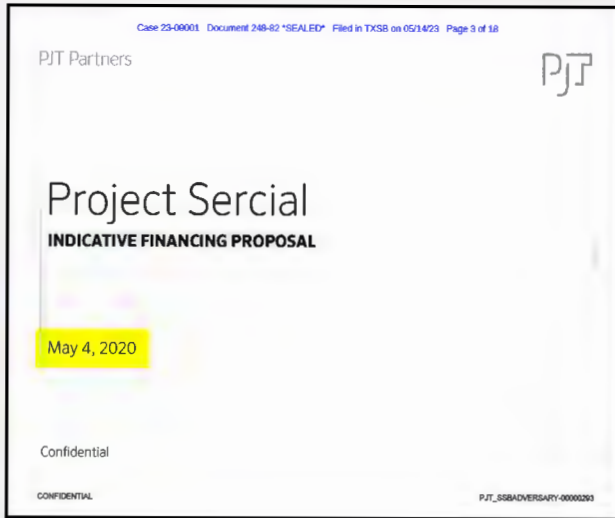 Case 23-09001 Document 248-82 *SEALED* Filed in TXSB on 05/14/23 Page 3 of 18
PJT Partners
PJT
Project Sercial
INDICATIVE FINANCING PROPOSAL
May 4, 2020
Confidential
CONFIDENTIAL
PJT_SSBADVERSARY-00000293